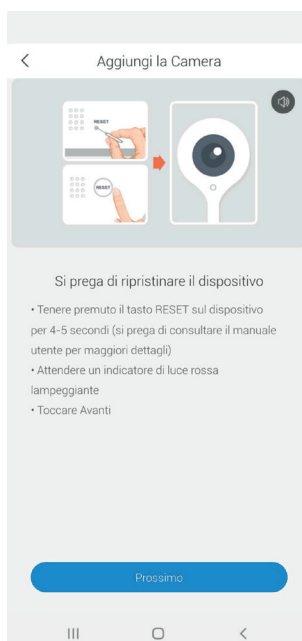 Aggiungi la Camera
RESET
RESET
Si prega di ripristinare il dispositivo
• Tenere premuto il tasto RESET sul dispositivo
per 4-5 secondi (si prega di consultare il manuale
utente per maggiori dettagli)
• Attendere un indicatore di luce rossa
lampeggiante
• Toccare Avanti
Prossimo